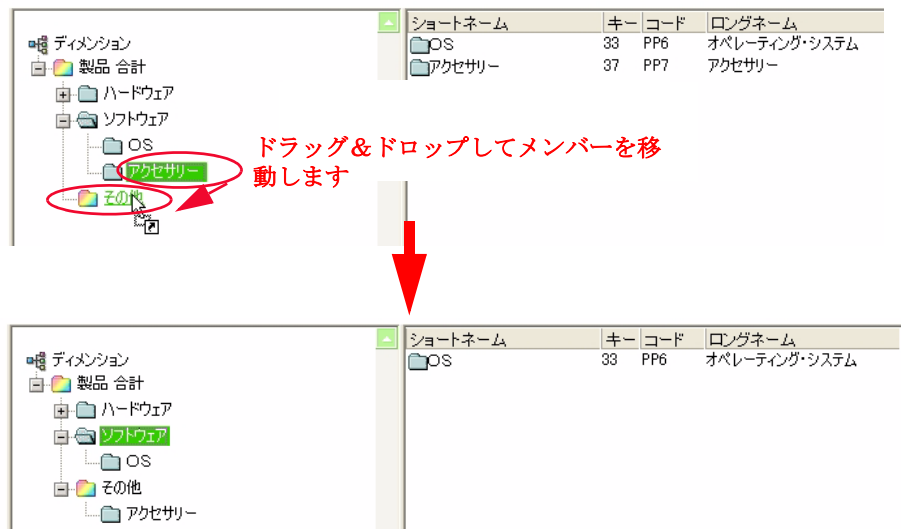 ショートネーム キー コード ロングネーム
ディメンション
OS 33 PP6 オペレーティング・システム
製品 合計
アクセサリー 37 PP7 アクセサリー
ハードウェア
ソフトウェア
OS
ドラッグ＆ドロップしてメンバーを移
アクセサリー
動します
その他
ショートネーム キー コード ロングネーム
ディメンション
OS 33 PP6 オペレーティング・システム
製品 合計
ハードウェア
ソフトウェア
OS
その他
アクセサリー